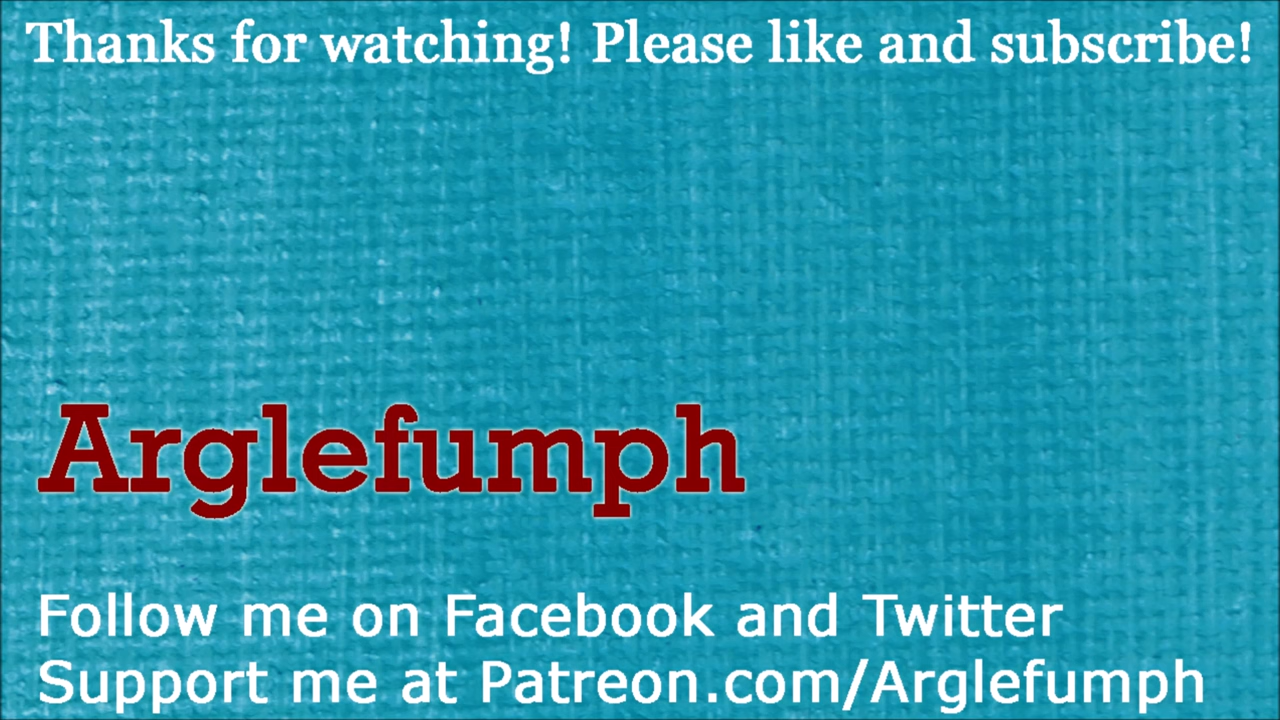 Thanks for watching! Please like and subscribe!
Arglefumph
Follow me on Facebook and Twitter
Support me at Patreon.com/Arglefumph